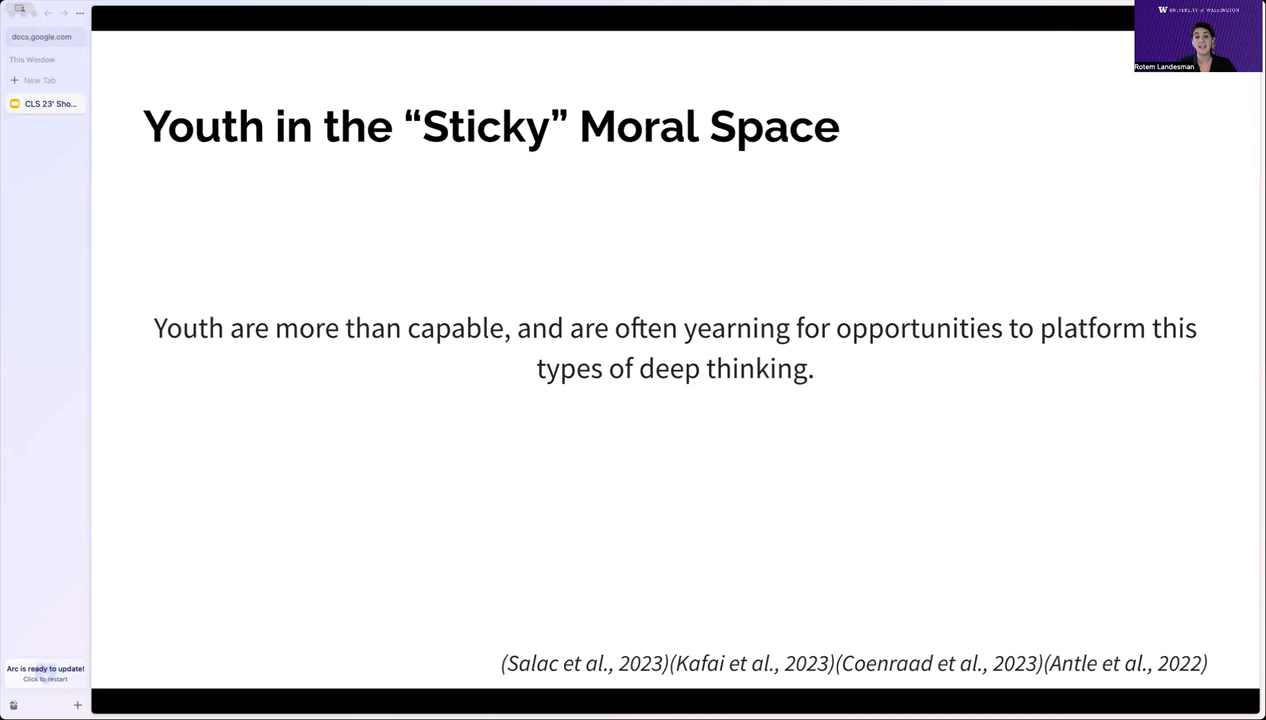 docs.google.com
This Window
New Tab
CLS 23' Sho...
Youth in the “Sticky” Moral Space
Youth are more than capable, and are often yearning for opportunities to platform this
types of deep thinking.
(Salac et al., 2023)(Kafai et al., 2023)(Coenraad et al., 2023)(Antle et al., 2022)
W UNIVERSITY of WASHINGTON
Rotem Landesman
Arc is ready to update!
Click to restart